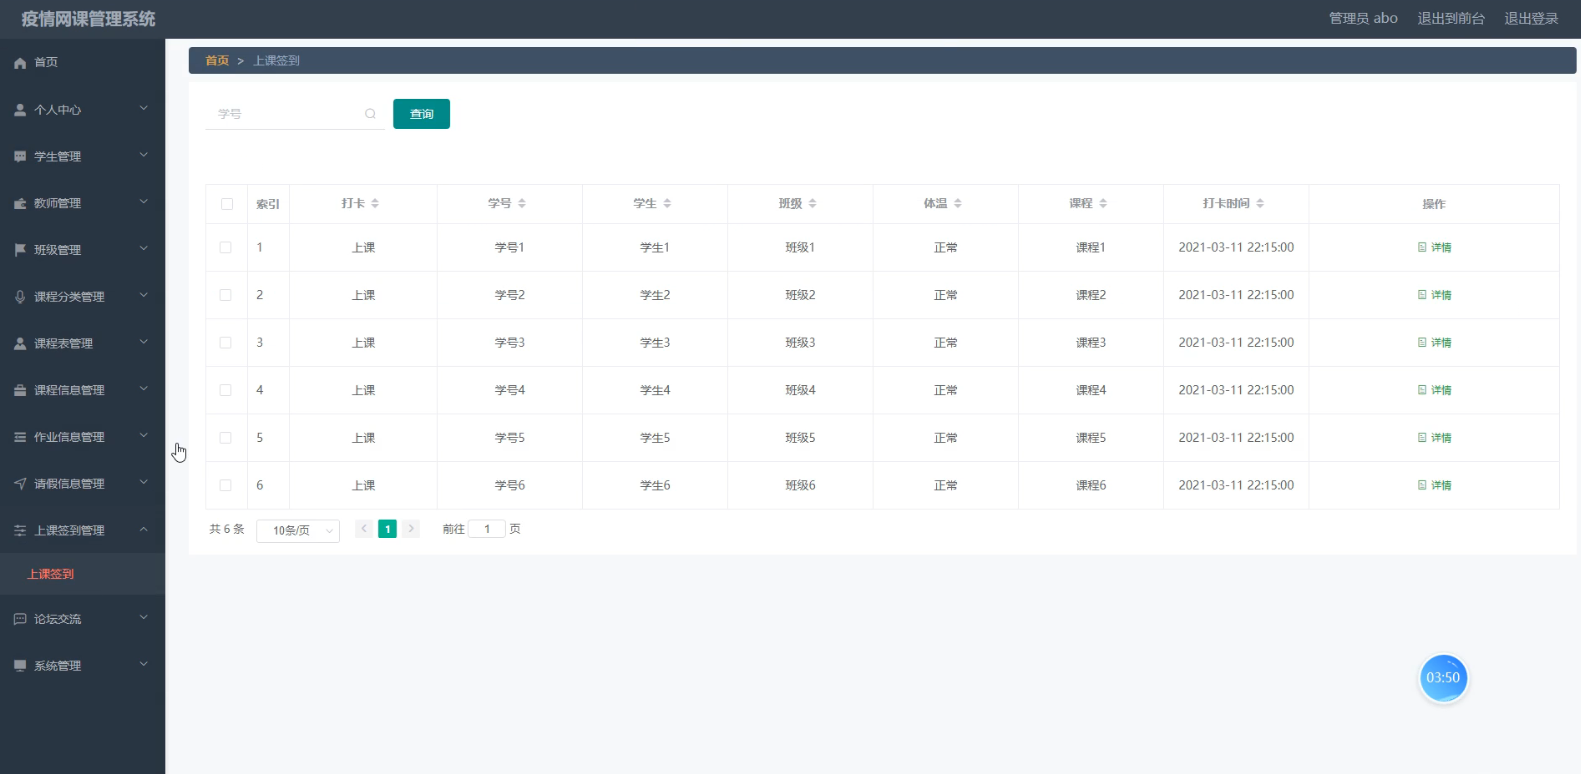 疫情网课管理系统
管理员 abo 退出到前台 退出登录
首页
个人中心
学生管理
教师管理
班级管理
课程分类管理
课程表管理
课程信息管理
作业信息管理
请假信息管理
上课签到管理
上课签到
论坛交流
系统管理
首页 > 上课签到
学号 查询
索引 打卡 学号 学生 班级 体温 课程 打卡时间 操作
1 上课 学号1 学生1 班级1 正常 课程1 2021-03-11 22:15:00 详情
2 上课 学号2 学生2 班级2 正常 课程2 2021-03-11 22:15:00 详情
3 上课 学号3 学生3 班级3 正常 课程3 2021-03-11 22:15:00 详情
4 上课 学号4 学生4 班级4 正常 课程4 2021-03-11 22:15:00 详情
5 上课 学号5 学生5 班级5 正常 课程5 2021-03-11 22:15:00 详情
6 上课 学号6 学生6 班级6 正常 课程6 2021-03-11 22:15:00 详情
共 6 条 10条/页 < 1 > 前往 1 页
03:50